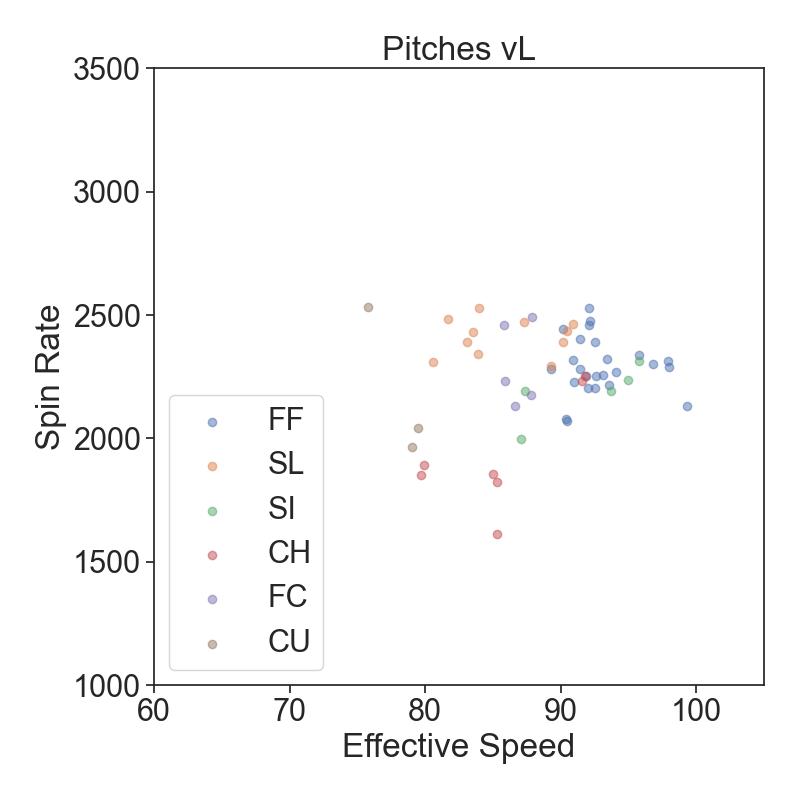 Pitches vL
3500
3000
2500
2000
1500
1000
Spin Rate
FF
SL
SI
CH
FC
CU
60 70 80 90 100
Effective Speed